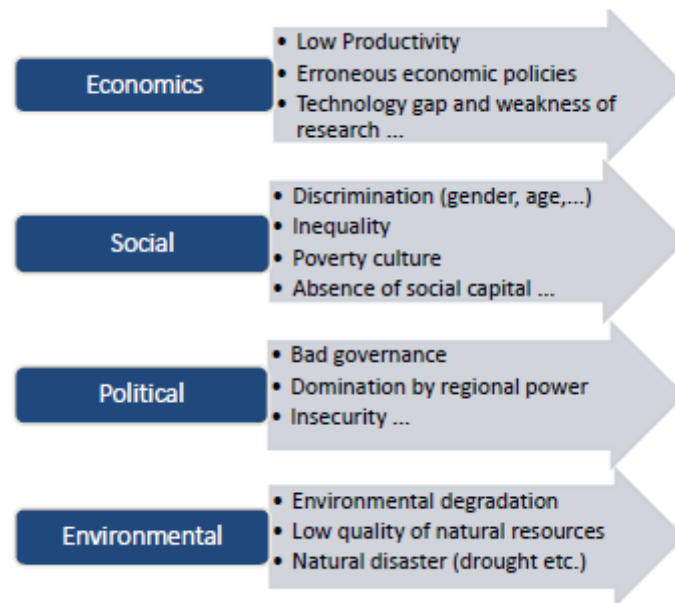 Economics
• Low Productivity
• Erroneous economic policies
• Technology gap and weakness of
research ...
Social
• Discrimination (gender, age,...)
• Inequality
• Poverty culture
• Absence of social capital ...
Political
• Bad governance
• Domination by regional power
• Insecurity ...
Environmental
• Environmental degradation
• Low quality of natural resources
• Natural disaster (drought etc.)